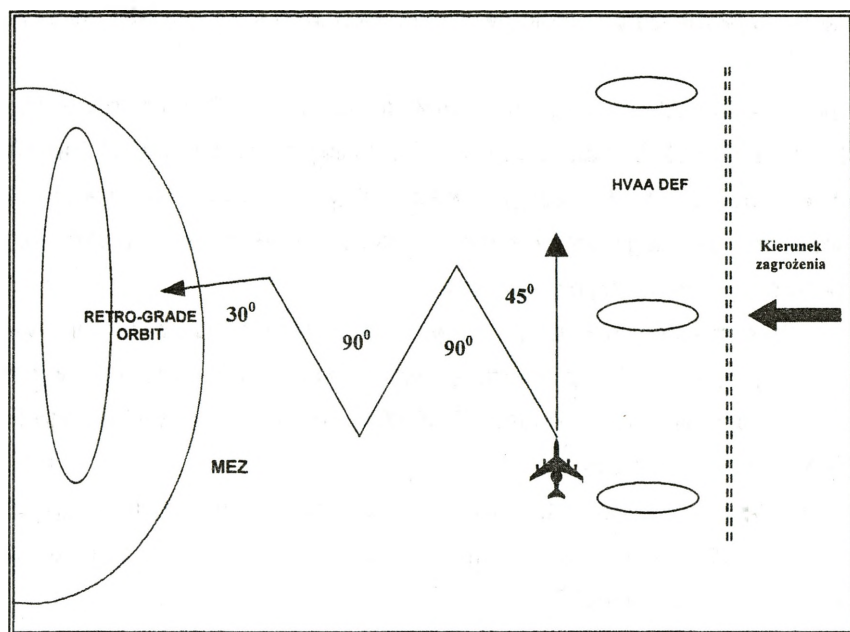 HVAA DEF
Kierunek
zagrożenia
45⁰
RETRO-GRADE
ORBIT
30⁰
90⁰
90⁰
MEZ